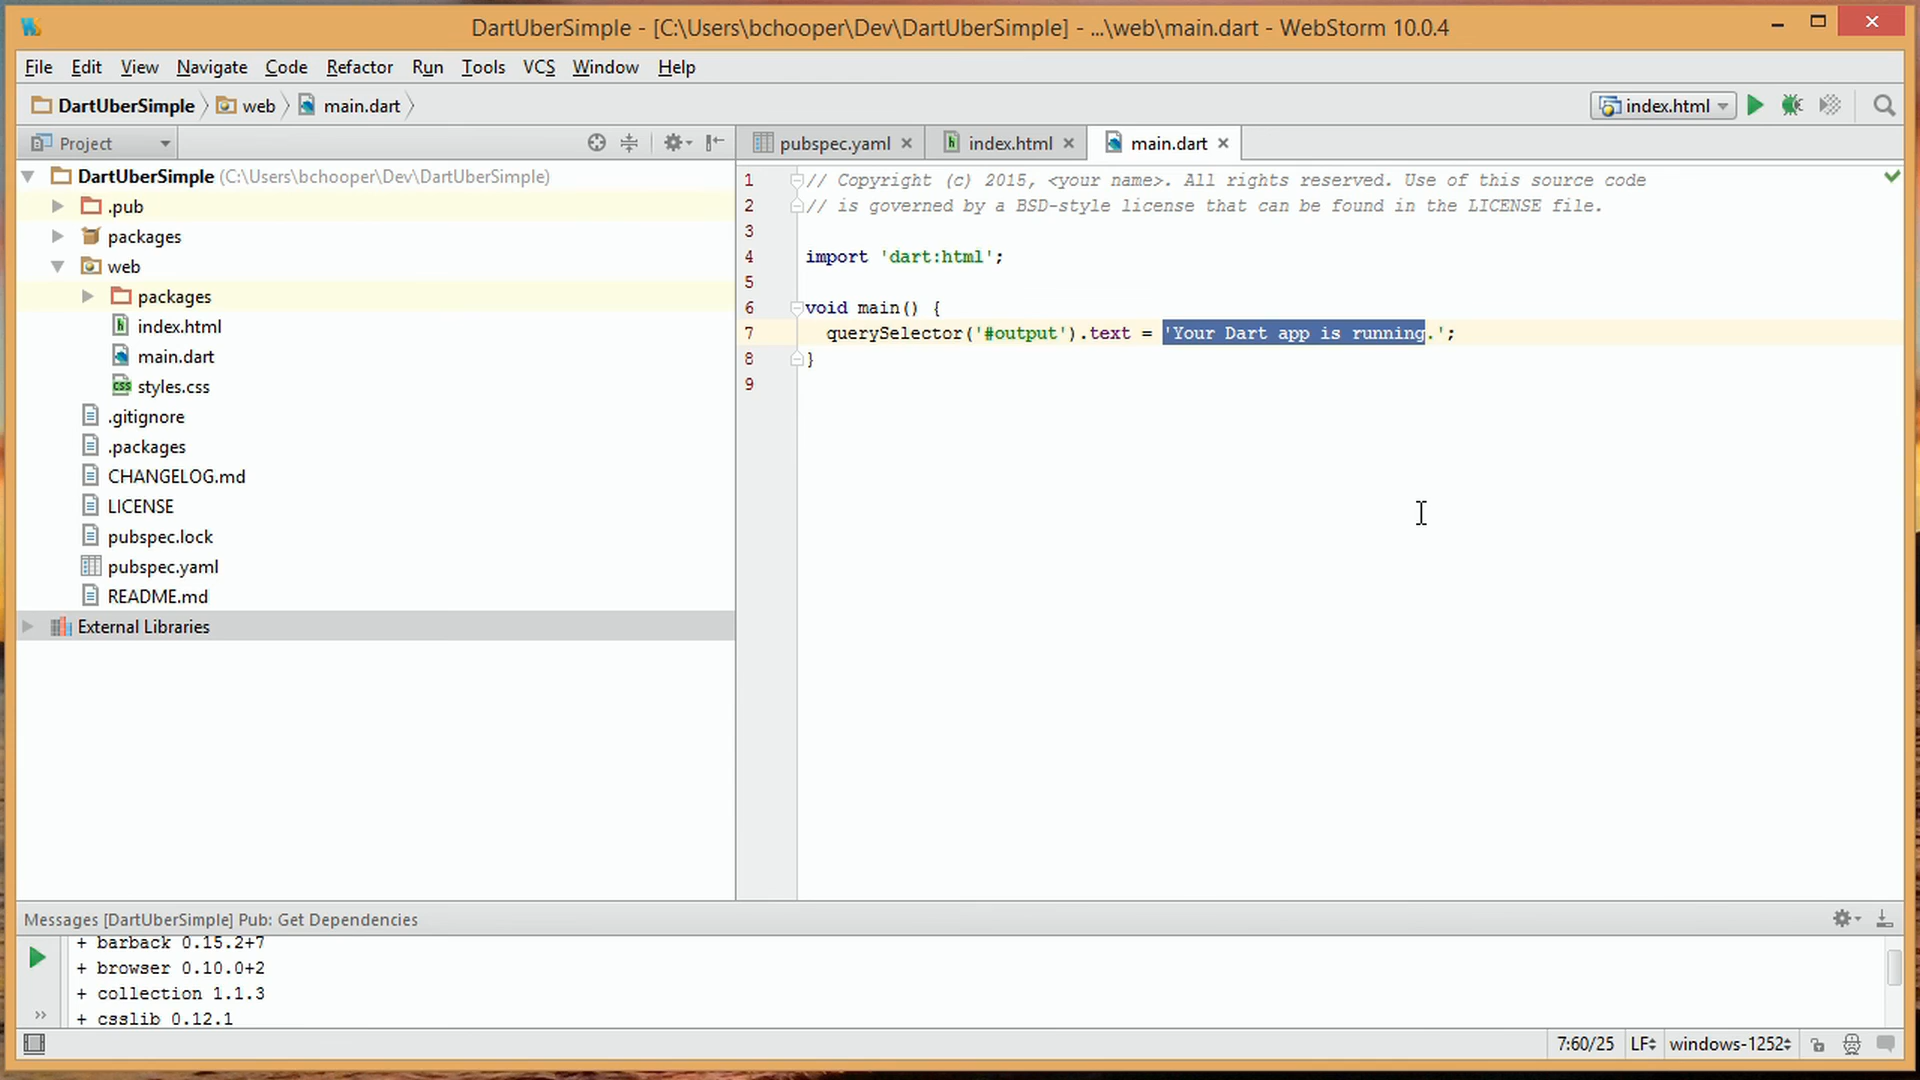 DartUberSimple - [C:\Users\bchooper\Dev\DartUberSimple] - ...\web\main.dart - WebStorm 10.0.4
File Edit View Navigate Code Refactor Run Tools VCS Window Help
DartUberSimple web main.dart index.html
Project pubspec.yaml index.html main.dart
DartUberSimple (C:\Users\bchooper\Dev\DartUberSimple)
.pub
packages
web
packages
index.html
main.dart
styles.css
.gitignore
.packages
CHANGELOG.md
LICENSE
pubspec.lock
pubspec.yaml
README.md
External Libraries
1 // Copyright (c) 2015, <your name>. All rights reserved. Use of this source code
2 // is governed by a BSD-style license that can be found in the LICENSE file.
3
4 import 'dart:html';
5
6 void main() {
7 querySelector('#output').text = 'Your Dart app is running.';
8 }
9
Messages [DartUberSimple] Pub: Get Dependencies
+ barback 0.15.2+7
+ browser 0.10.0+2
+ collection 1.1.3
+ csslib 0.12.1
7:60/25 LF windows-1252